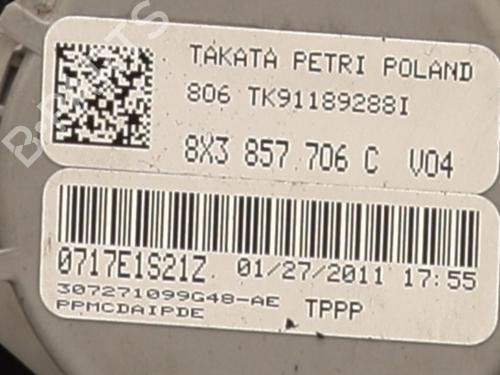 TAKATA PETRI POLAND
806 TK91189288I
8X3 857 706 C V04
0717E1S21Z 01/27/2011 17:55
307271099G48-AE TPPP
PPMCDAIPDE